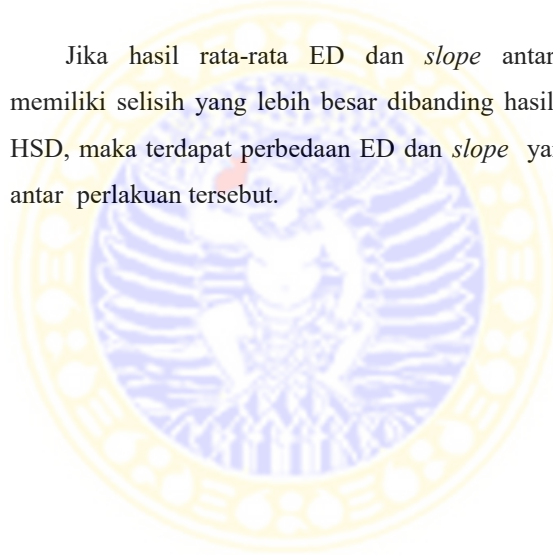 Jika hasil rata-rata ED dan slope antar
memiliki selisih yang lebih besar dibanding hasil
HSD, maka terdapat perbedaan ED dan slope
antar perlakuan tersebut.